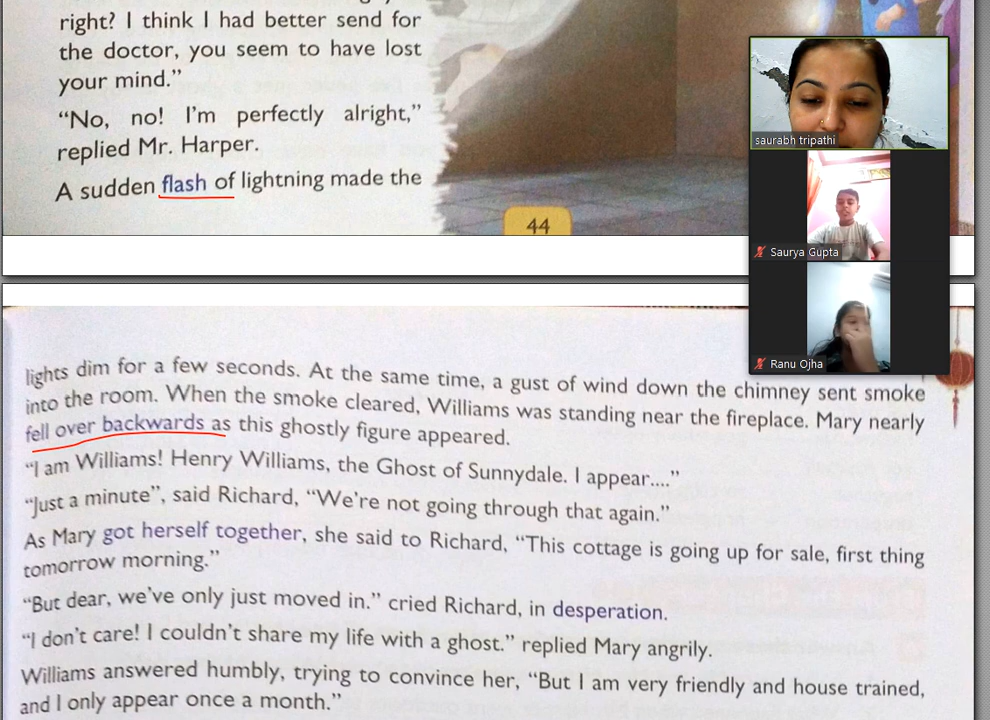 right? I think I had better send for
the doctor, you seem to have lost
your mind.”
“No, no! I’m perfectly alright,”
replied Mr. Harper.
A sudden flash of lightning made the
44
saurabh tripathi
Saurya Gupta
Ranu Ojha
lights dim for a few seconds. At the same time, a gust of wind down the chimney sent smoke
into the room. When the smoke cleared, Williams was standing near the fireplace. Mary nearly
fell over backwards as this ghostly figure appeared.
“I am Williams! Henry Williams, the Ghost of Sunnydale. I appear....”
“Just a minute”, said Richard, “We’re not going through that again.”
As Mary got herself together, she said to Richard, “This cottage is going up for sale, first thing
tomorrow morning.”
“But dear, we’ve only just moved in.” cried Richard, in desperation.
“I don’t care! I couldn’t share my life with a ghost.” replied Mary angrily.
Williams answered humbly, trying to convince her, “But I am very friendly and house trained,
and I only appear once a month.”